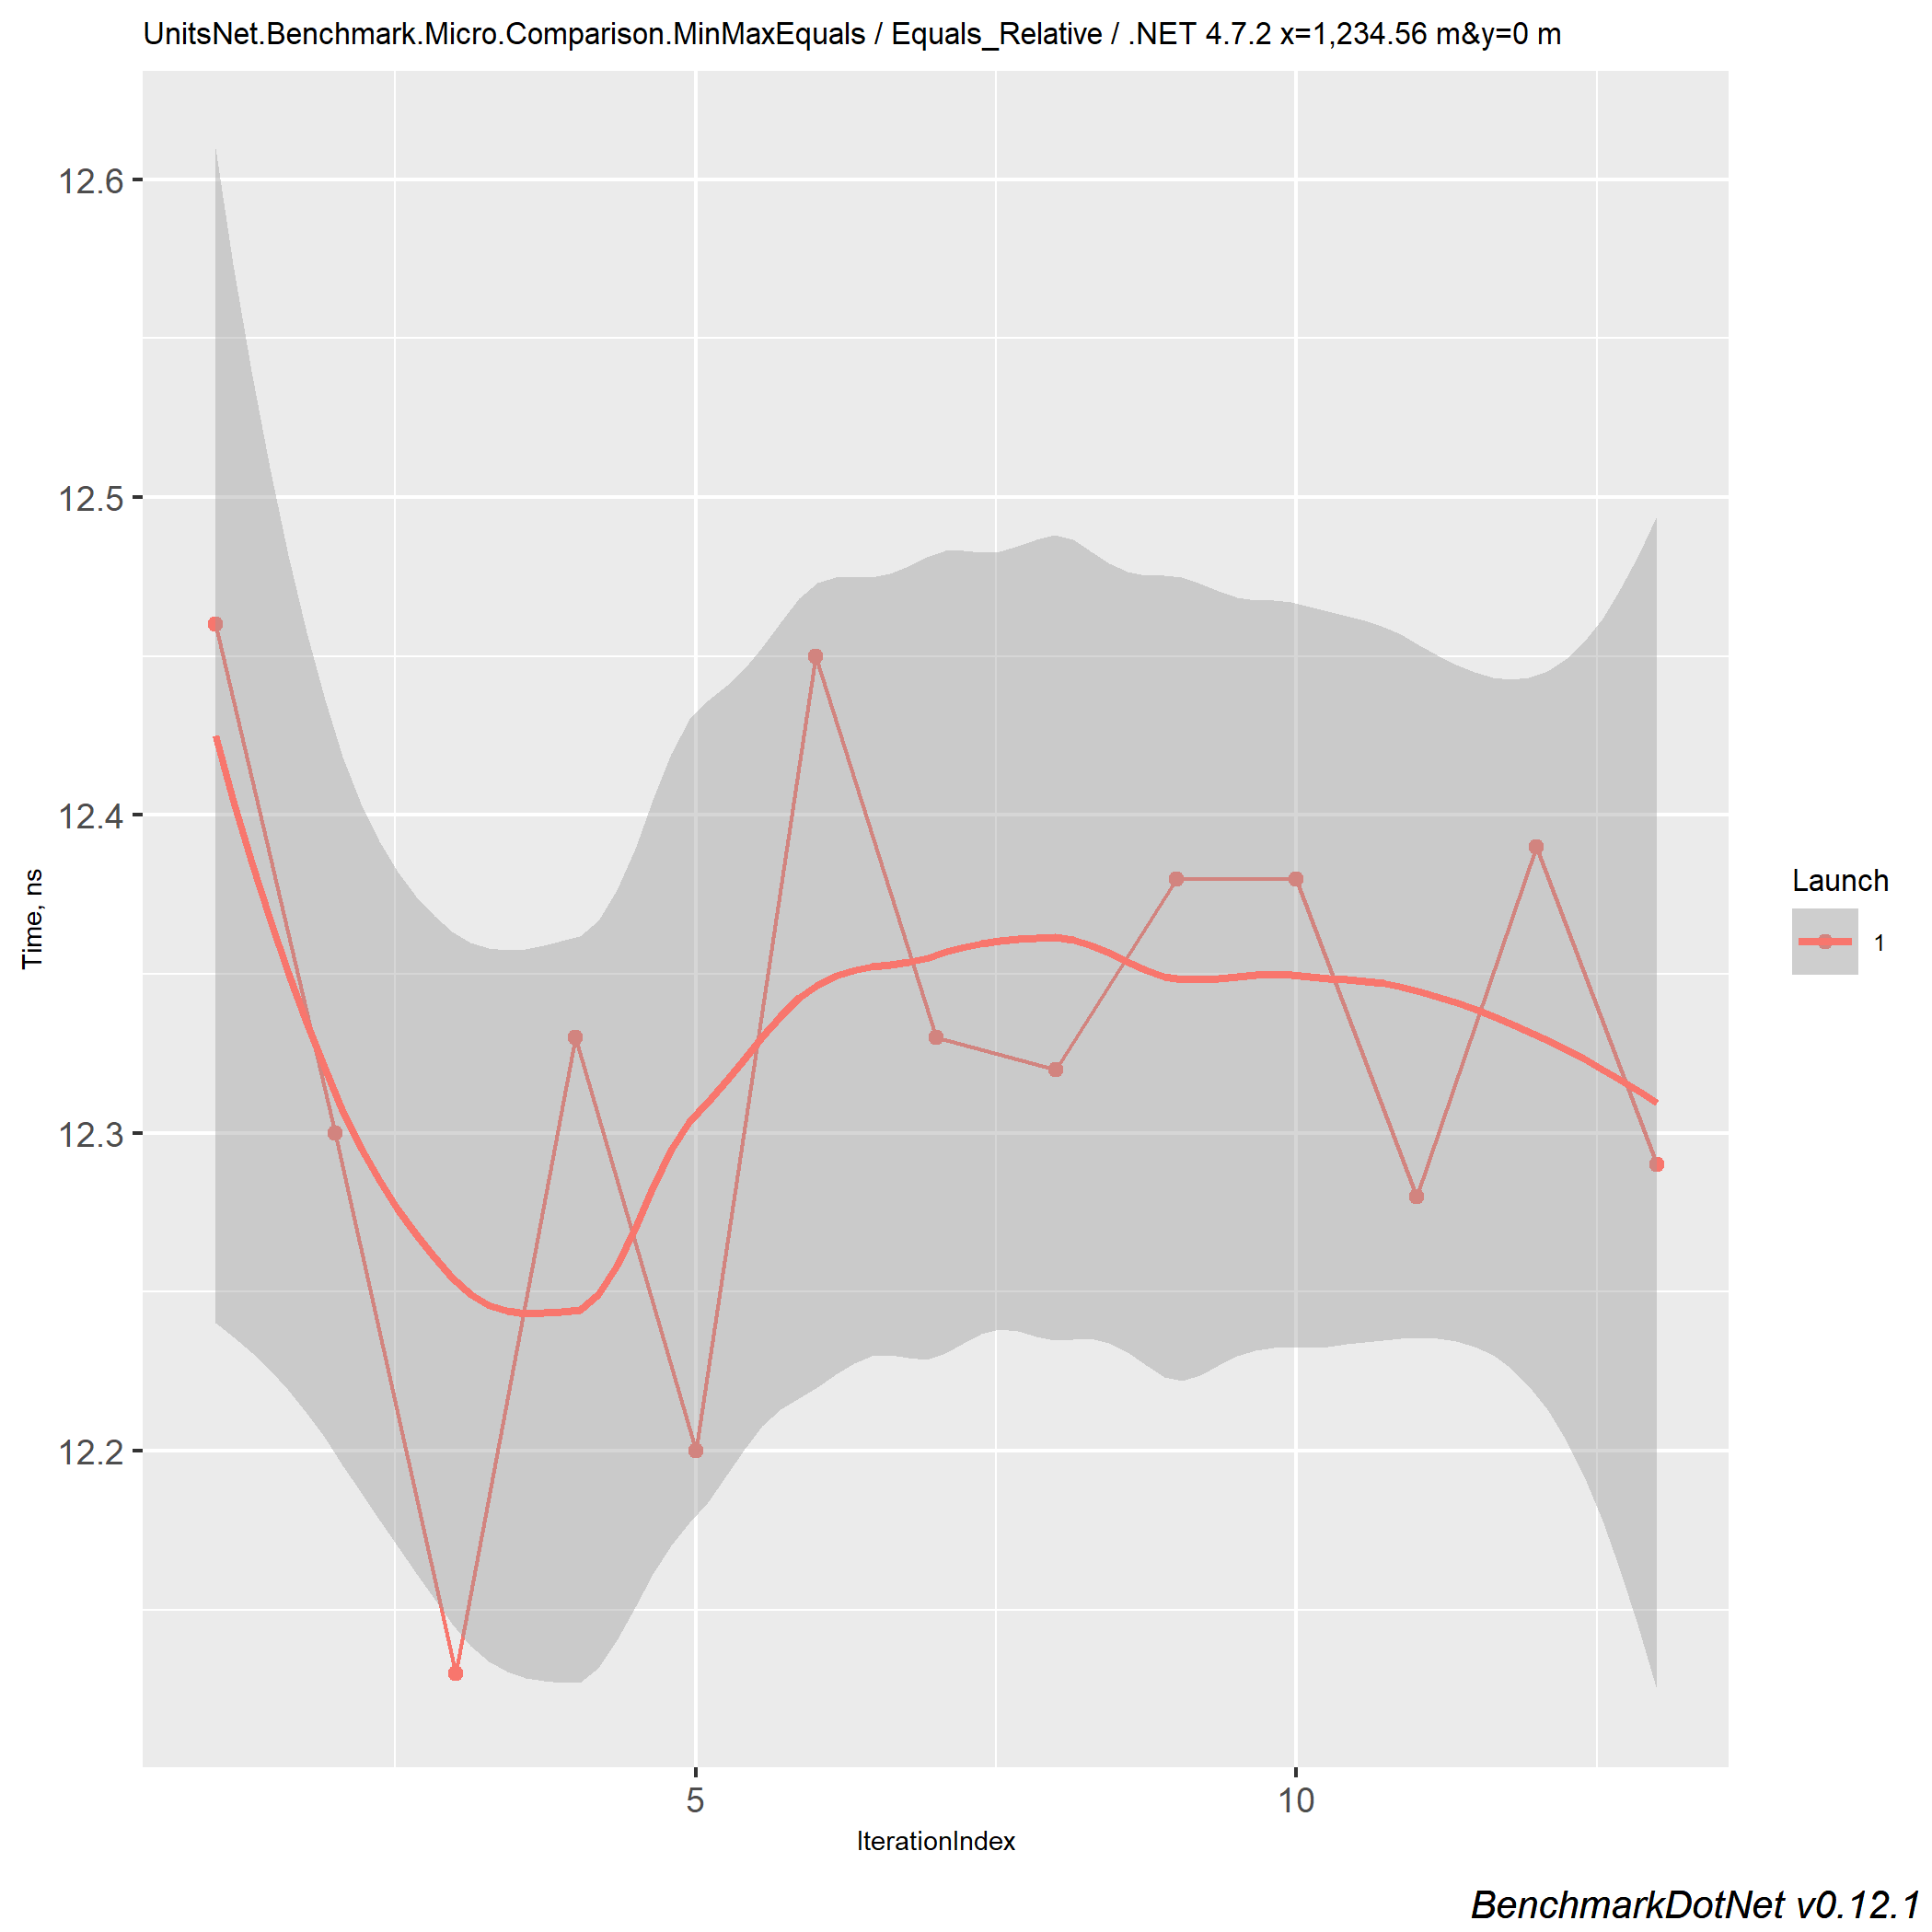 UnitsNet.Benchmark.Micro.Comparison.MinMaxEquals / Equals_Relative / .NET 4.7.2 x=1,234.56 m&y=0 m
12.6
12.5
12.4
12.3
12.2
Time, ns
5
10
IterationIndex
Launch
1
BenchmarkDotNet v0.12.1